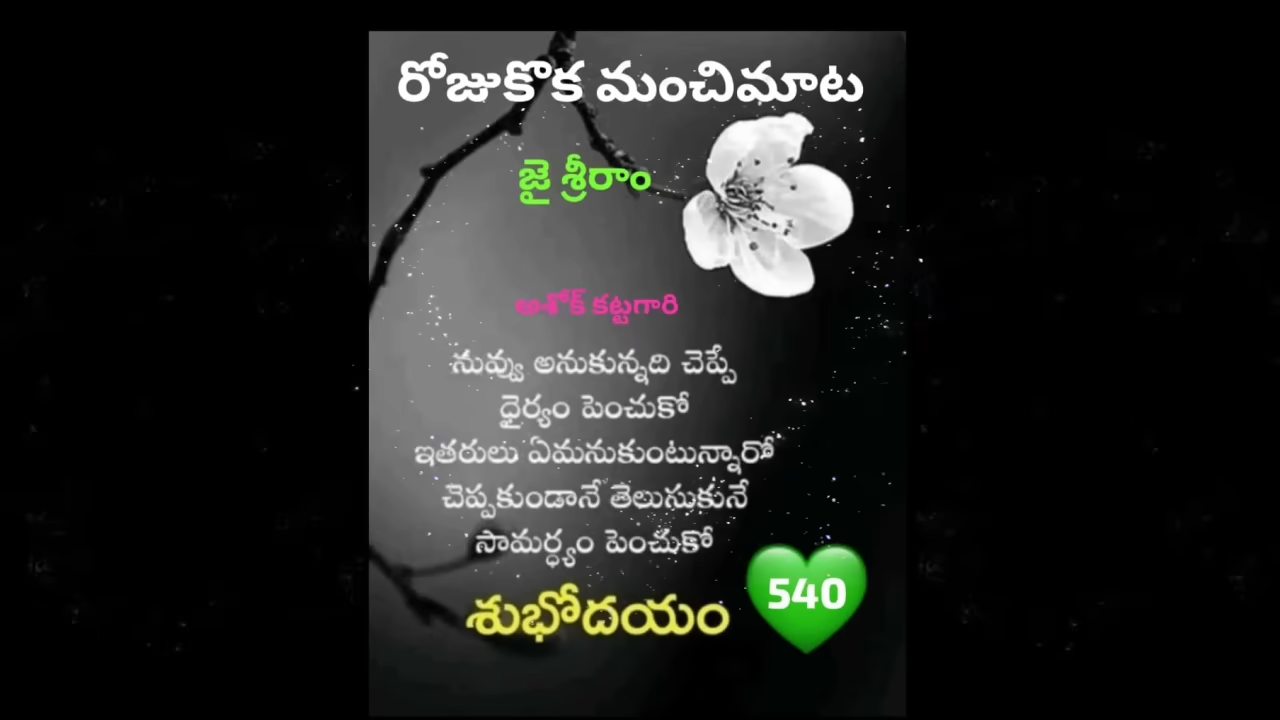 రోజుకొక మంచిమాట
జై శ్రీరాం
అశోక్ కట్టగారి
నువ్వు అనుకున్నది చెప్పే
ధైర్యం పెంచుకో
ఇతరులు ఏమనుకుంటున్నారో
చెప్పకుండానే తెలుసుకునే
సామర్ధ్యం పెంచుకో
శుభోదయం
540